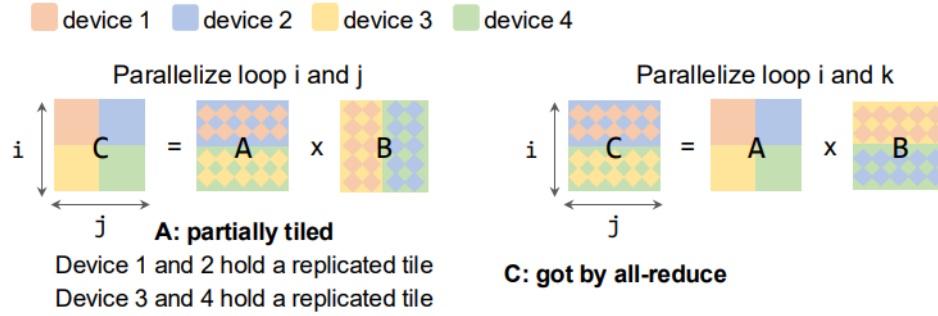 device 1 device 2 device 3 device 4
Parallelize loop i and j
i
C = A x B
j
A: partially tiled
Device 1 and 2 hold a replicated tile
Device 3 and 4 hold a replicated tile
Parallelize loop i and k
i
C = A x B
j
C: got by all-reduce